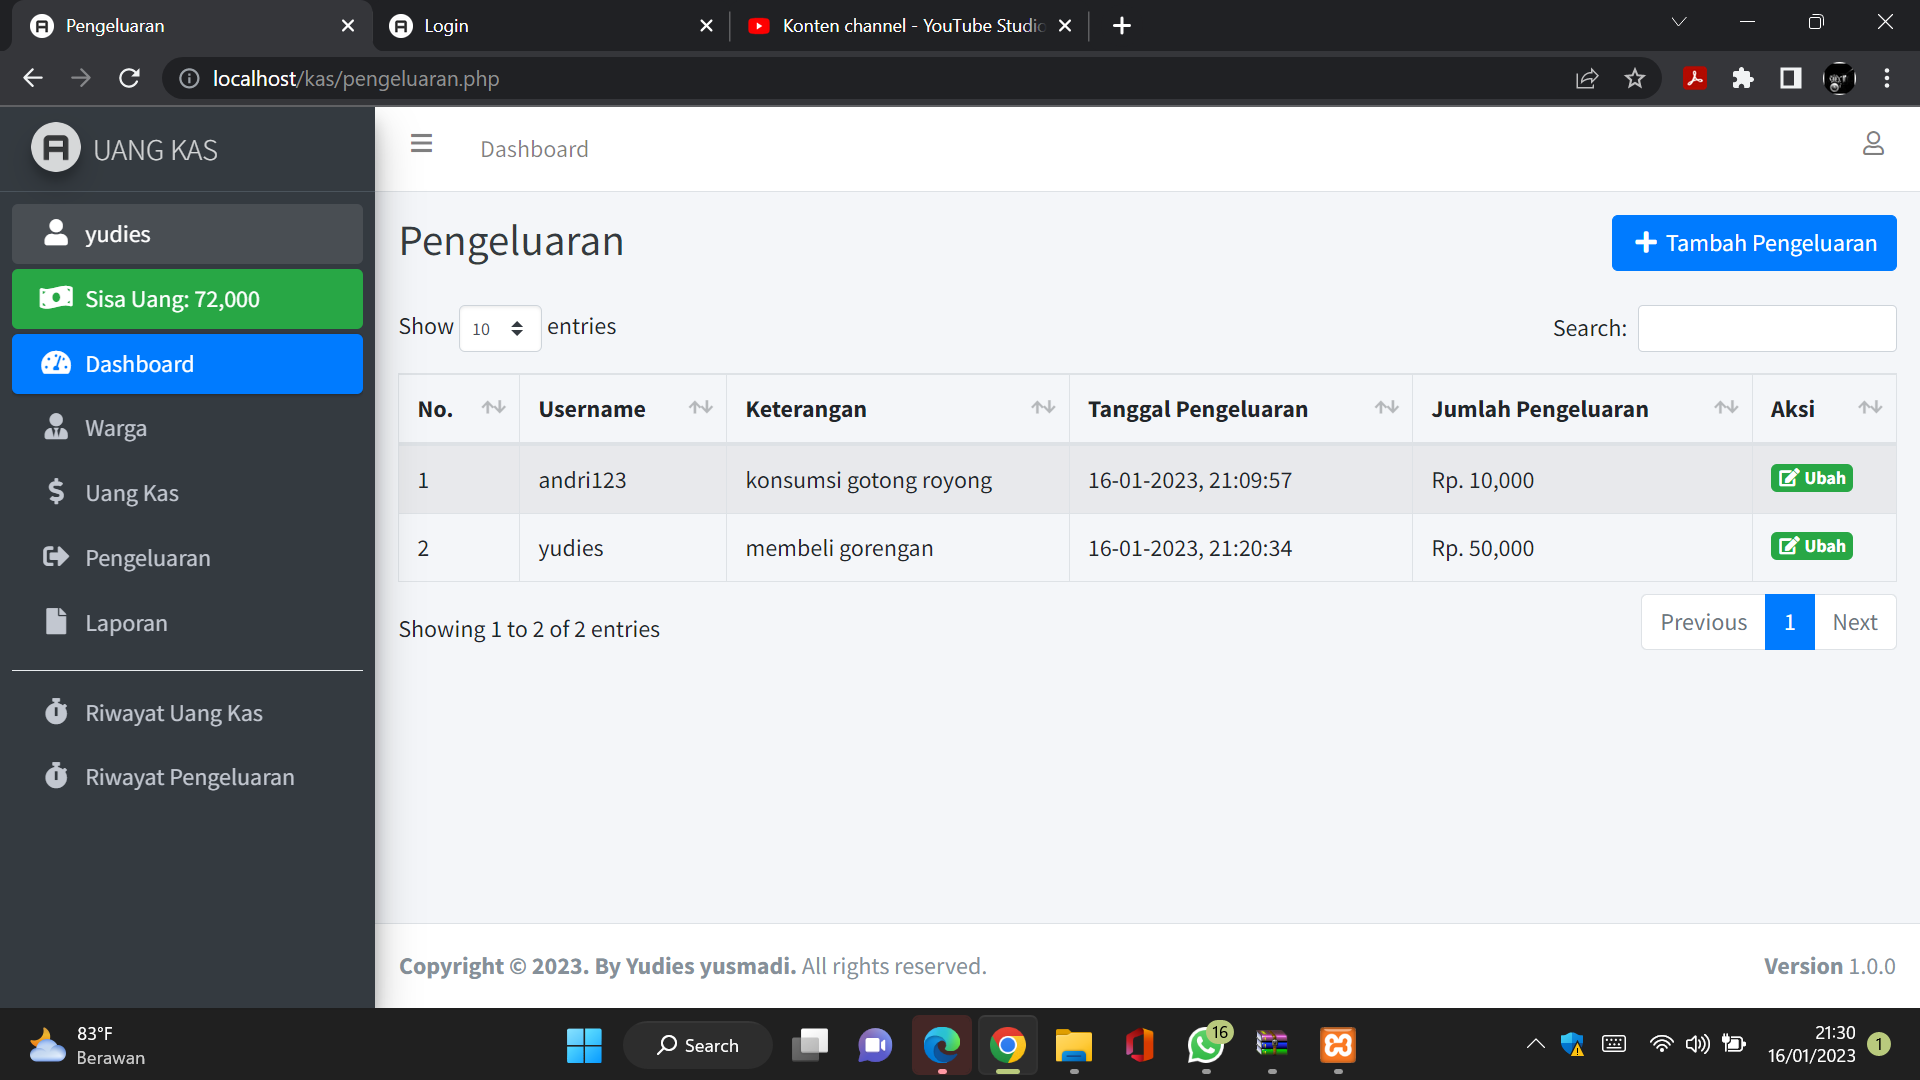 Pengeluaran
Login
Konten channel - YouTube Studio
localhost/kas/pengeluaran.php
UANG KAS
Dashboard
yudies
Sisa Uang: 72,000
Dashboard
Warga
Uang Kas
Pengeluaran
Laporan
Riwayat Uang Kas
Riwayat Pengeluaran
Pengeluaran
Tambah Pengeluaran
Show 10 entries
Search:
No. Username Keterangan Tanggal Pengeluaran Jumlah Pengeluaran Aksi
1 andri123 konsumsi gotong royong 16-01-2023, 21:09:57 Rp. 10,000 Ubah
2 yudies membeli gorengan 16-01-2023, 21:20:34 Rp. 50,000 Ubah
Showing 1 to 2 of 2 entries
Previous 1 Next
Copyright © 2023. By Yudies yusmadi. All rights reserved.
Version 1.0.0
83°F
Berawan
Search
16
21:30
16/01/2023
1